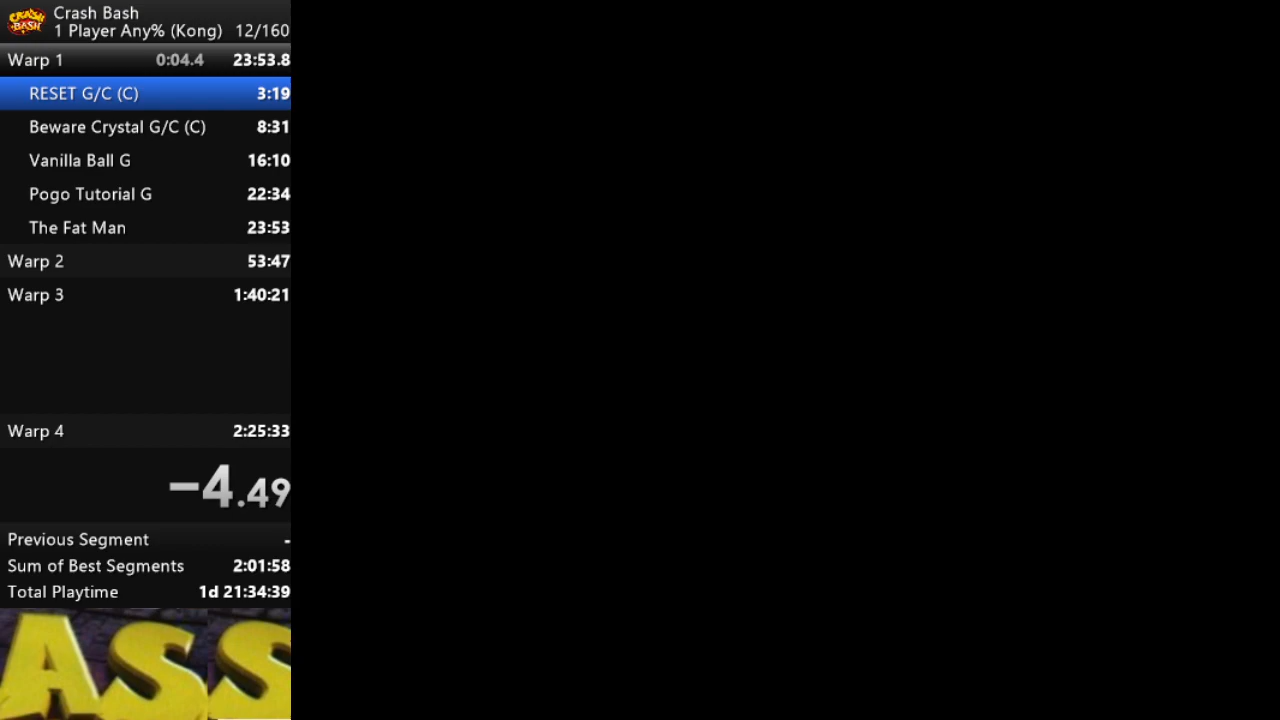 CRASH BASH
Crash Bash
1 Player Any% (Kong) 12/160
Warp 1 0:04.4 23:53.8
RESET G/C (C) 3:19
Beware Crystal G/C (C) 8:31
Vanilla Ball G 16:10
Pogo Tutorial G 22:34
The Fat Man 23:53
Warp 2 53:47
Warp 3 1:40:21
Warp 4 2:25:33
−4.49
Previous Segment -
Sum of Best Segments 2:01:58
Total Playtime 1d 21:34:39
ASS